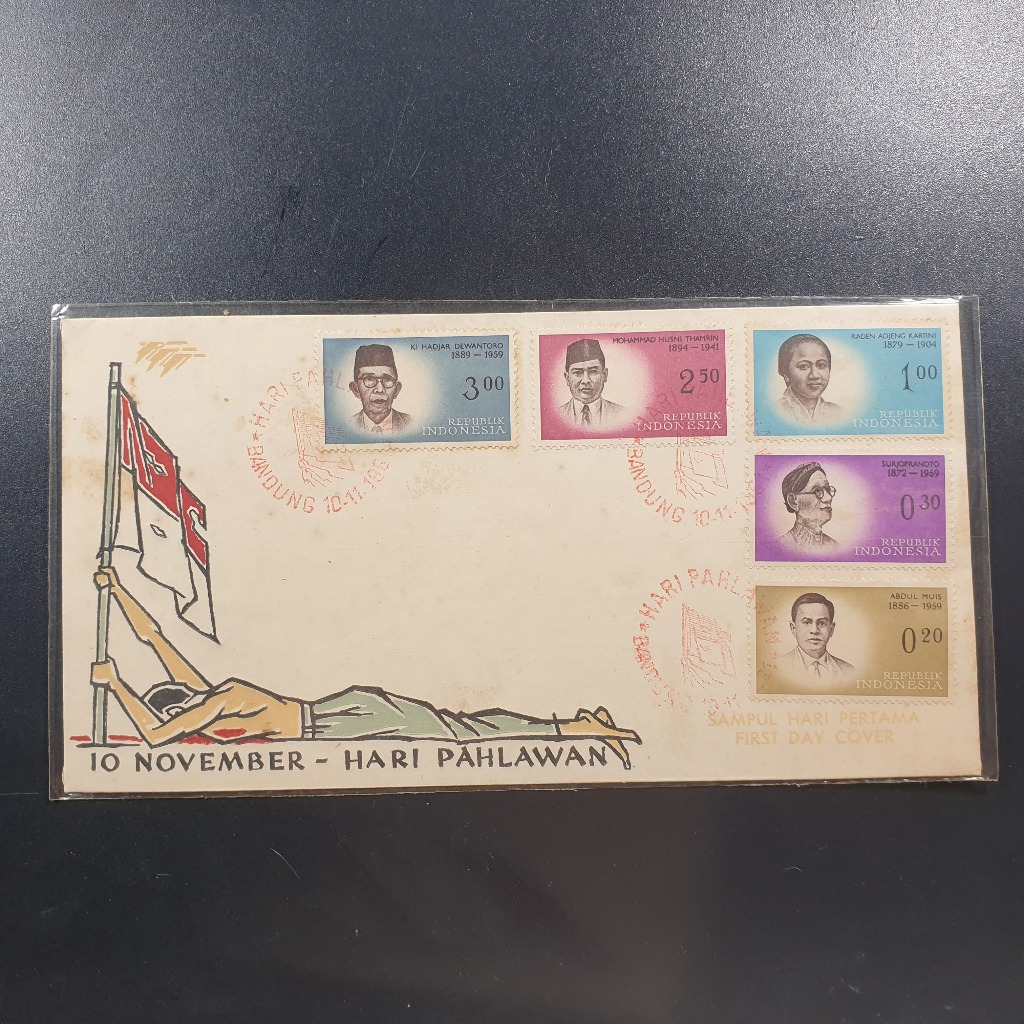 KI HADJAR DEWANTORO
1889 – 1959
3 00
REPUBLIK
INDONESIA
MOHAMMAD HUSNI THAMRIN
1894 – 1941
2 50
REPUBLIK
INDONESIA
RADEN ADJENG KARTINI
1879 – 1904
1 00
REPUBLIK
INDONESIA
SURJOPRANOTO
1872 – 1959
0 30
REPUBLIK
INDONESIA
ABDUL MUIS
1886 – 1959
0 20
REPUBLIK
INDONESIA
HARI
BANDUNG 10-11
HARI
BANDUNG 10-11
HARI
SAMPUL HARI PERTAMA
FIRST DAY COVER
10 NOVEMBER – HARI PAHLAWAN